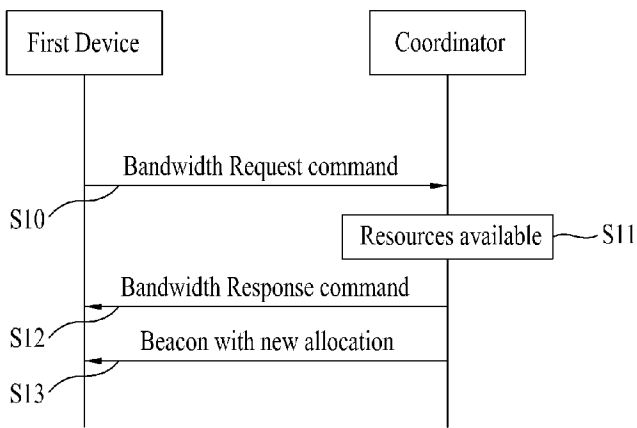 First Device
Coordinator
Bandwidth Request command
S10
Resources available
S11
Bandwidth Response command
S12
Beacon with new allocation
S13